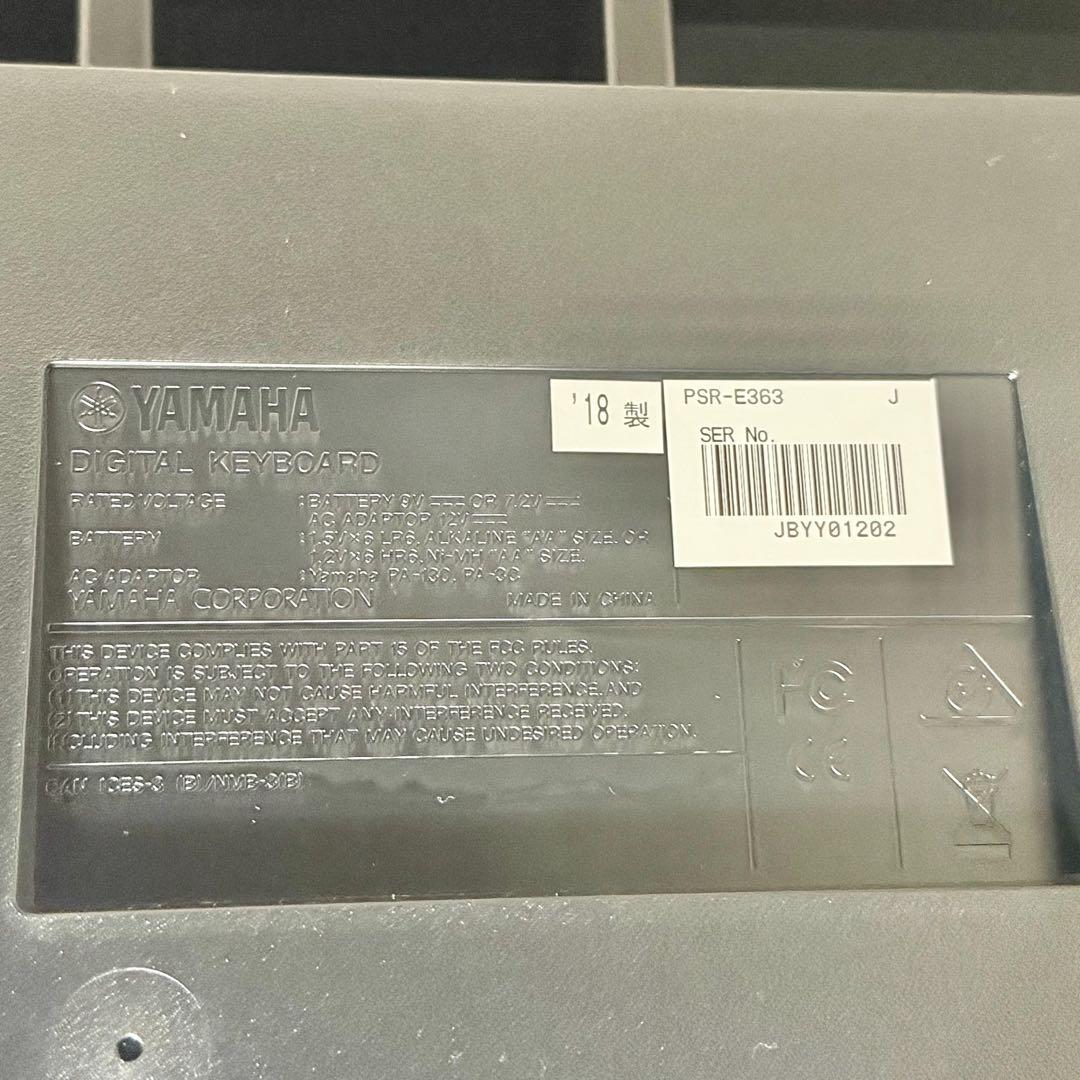 YAMAHA
DIGITAL KEYBOARD
RATED VOLTAGE :BATTERY 9V OR 7.2V
AC ADAPTOR 12V
BATTERY :1.5V×6 LR6, ALKALINE "AA" SIZE. OR
1.2V×6 HR6, Ni-MH "AA" SIZE.
AC ADAPTOR :Yamaha PA-130, PA-3C
YAMAHA CORPORATION MADE IN CHINA
'18 製
PSR-E363 J
SER No.
JBYY01202
THIS DEVICE COMPLIES WITH PART 15 OF THE FCC RULES.
OPERATION IS SUBJECT TO THE FOLLOWING TWO CONDITIONS:
(1) THIS DEVICE MAY NOT CAUSE HARMFUL INTERFERENCE. AND
(2) THIS DEVICE MUST ACCEPT ANY INTERFERENCE RECEIVED.
INCLUDING INTERFERENCE THAT MAY CAUSE UNDESIRED OPERATION.
CAN ICES-3 (B)/NMB-3(B)
FC
CE